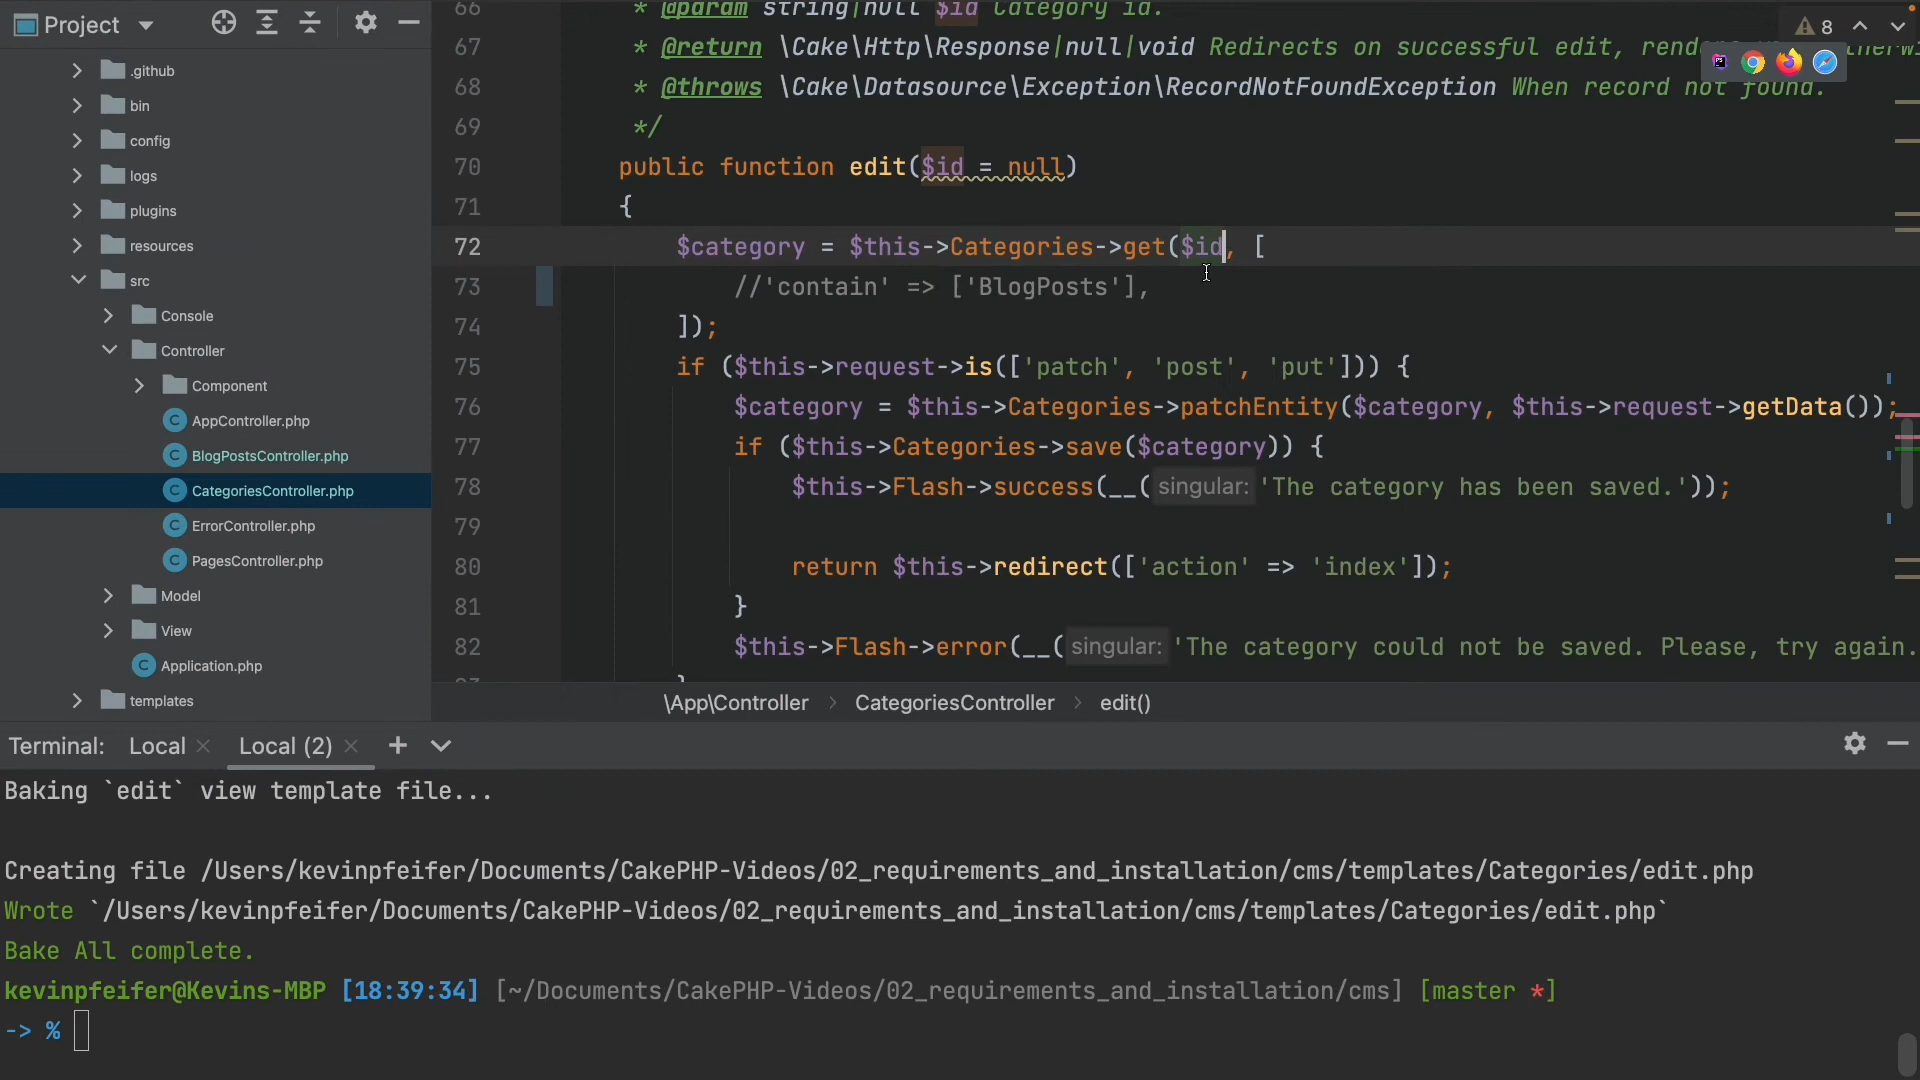 Project
.github
bin
config
logs
plugins
resources
src
Console
Controller
Component
AppController.php
BlogPostsController.php
CategoriesController.php
ErrorController.php
PagesController.php
Model
View
Application.php
templates
8
66 * @param string|null $id Category id.
67 * @return \Cake\Http\Response|null|void Redirects on successful edit,
68 * @throws \Cake\Datasource\Exception\RecordNotFoundException When record not found.
69 */
70 public function edit($id = null)
71 {
72 $category = $this->Categories->get($id, [
73 //'contain' => ['BlogPosts'],
74 ]);
75 if ($this->request->is(['patch', 'post', 'put'])) {
76 $category = $this->Categories->patchEntity($category, $this->request->getData());
77 if ($this->Categories->save($category)) {
78 $this->Flash->success(__( singular: 'The category has been saved.'));
79
80 return $this->redirect(['action' => 'index']);
81 }
82 $this->Flash->error(__( singular: 'The category could not be saved. Please, try again.
\App\Controller > CategoriesController > edit()
Terminal: Local × Local (2) × +
Baking `edit` view template file...
Creating file /Users/kevinpfeifer/Documents/CakePHP-Videos/02_requirements_and_installation/cms/templates/Categories/edit.php
Wrote `/Users/kevinpfeifer/Documents/CakePHP-Videos/02_requirements_and_installation/cms/templates/Categories/edit.php`
Bake All complete.
kevinpfeifer@Kevins-MBP [18:39:34] [~/Documents/CakePHP-Videos/02_requirements_and_installation/cms] [master *]
-> %